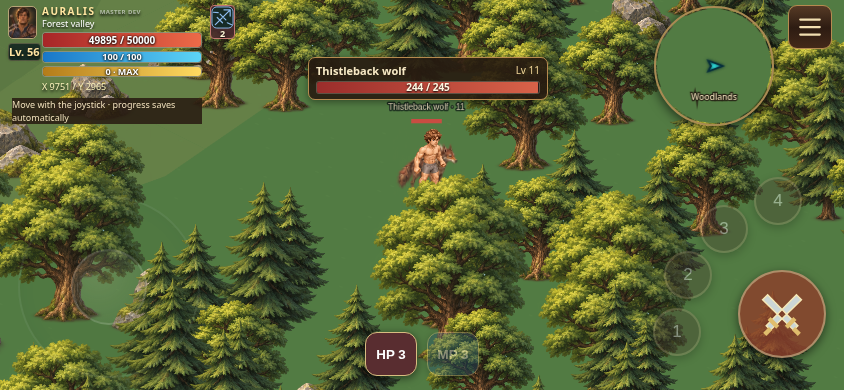 AURALIS MASTER DEV
Forest valley
Lv. 56
49895 / 50000
100 / 100
0 · MAX
X 9751 / Y 2965
Move with the joystick · progress saves
automatically
2
Thistleback wolf Lv 11
244 / 245
Thistleback wolf · 11
Woodlands
4
3
2
1
HP 3
MP 3